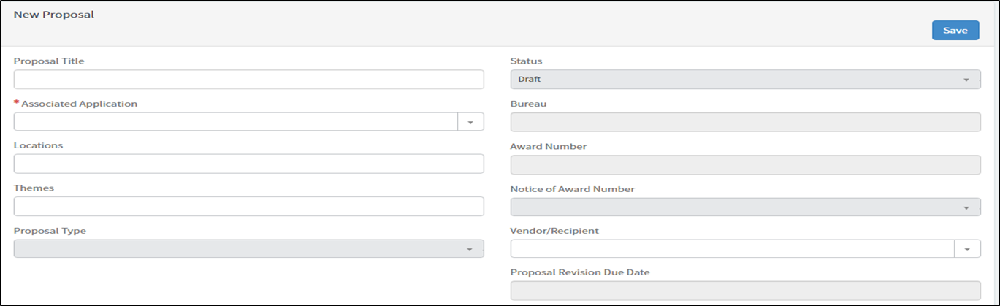 New Proposal
Save
Proposal Title
* Associated Application
Locations
Themes
Proposal Type
Status
Draft
Bureau
Award Number
Notice of Award Number
Vendor/Recipient
Proposal Revision Due Date